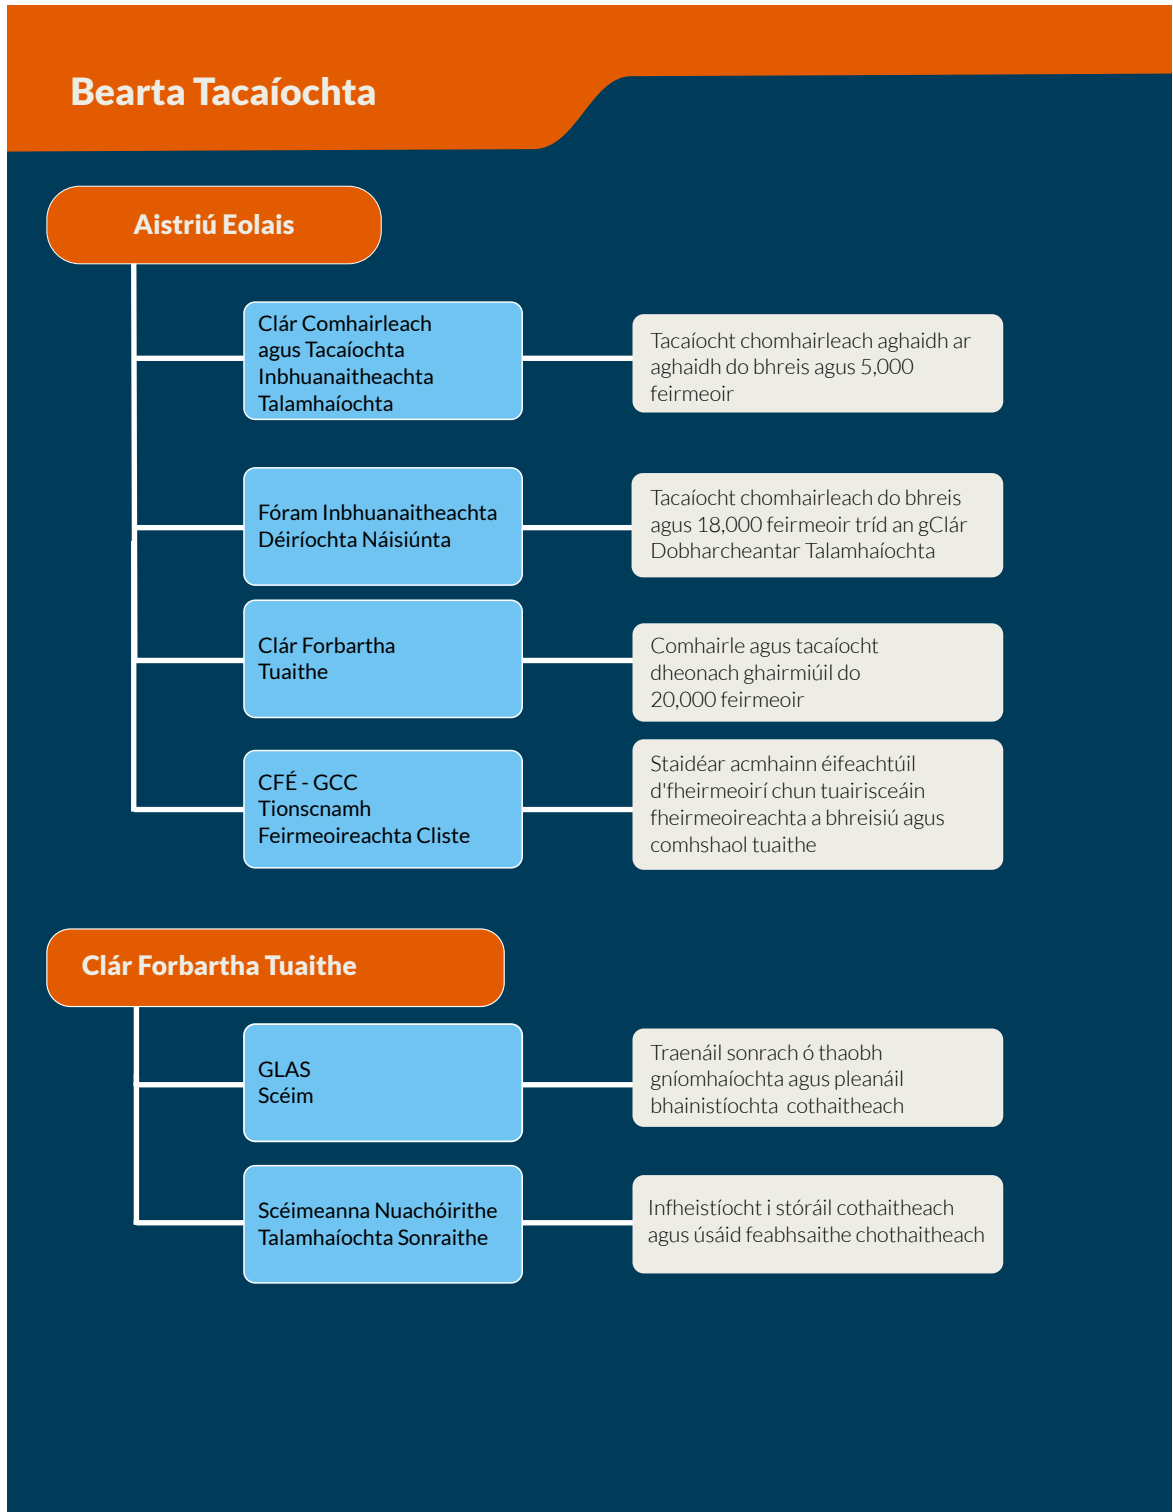 Bearta Tacaíochta
Aistriú Eolais
Clár Comhairleach
agus Tacaíochta
Inbhuanaitheachta
Talamhaíochta
Tacaíocht chomhairleach aghaidh ar
aghaidh do bhreis agus 5,000
feirmeoir
Fóram Inbhuanaitheachta
Déiríochta Náisiúnta
Tacaíocht chomhairleach do bhreis
agus 18,000 feirmeoir tríd an gClár
Dobharcheantar Talamhaíochta
Clár Forbartha
Tuaithe
Comhairle agus tacaíocht
dheonach ghairmiúil do
20,000 feirmeoir
CFÉ - GCC
Tionscnamh
Feirmeoireachta Cliste
Staidéar acmhainn éifeachtúil
d'fheirmeoirí chun tuairisceáin
fheirmeoireachta a bhreisiú agus
comhshaol tuaithe
Clár Forbartha Tuaithe
GLAS
Scéim
Traenáil sonrach ó thaobh
gníomhaíochta agus pleanáil
bhainistíochta cothaitheach
Scéimeanna Nuachóirithe
Talamhaíochta Sonraithe
Infheistíocht i stóráil cothaitheach
agus úsáid feabhsaithe chothaitheach